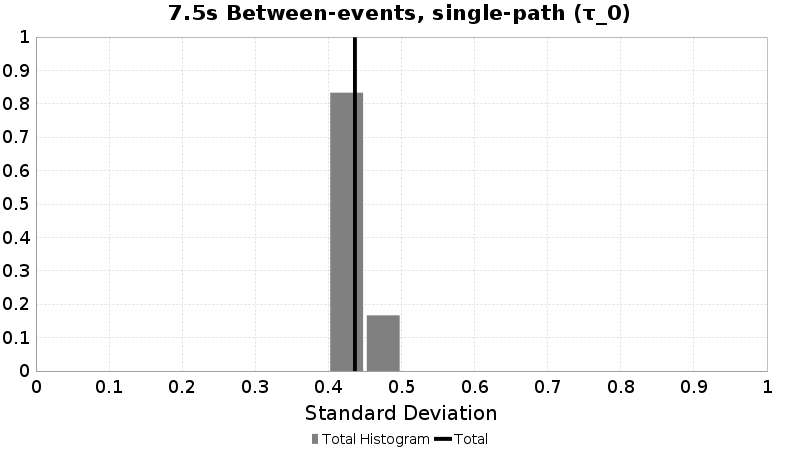 7.5s Between-events, single-path (τ_0)
1
0.9
0.8
0.7
0.6
0.5
0.4
0.3
0.2
0.1
0
0 0.1 0.2 0.3 0.4 0.5 0.6 0.7 0.8 0.9 1
Standard Deviation
Total Histogram Total